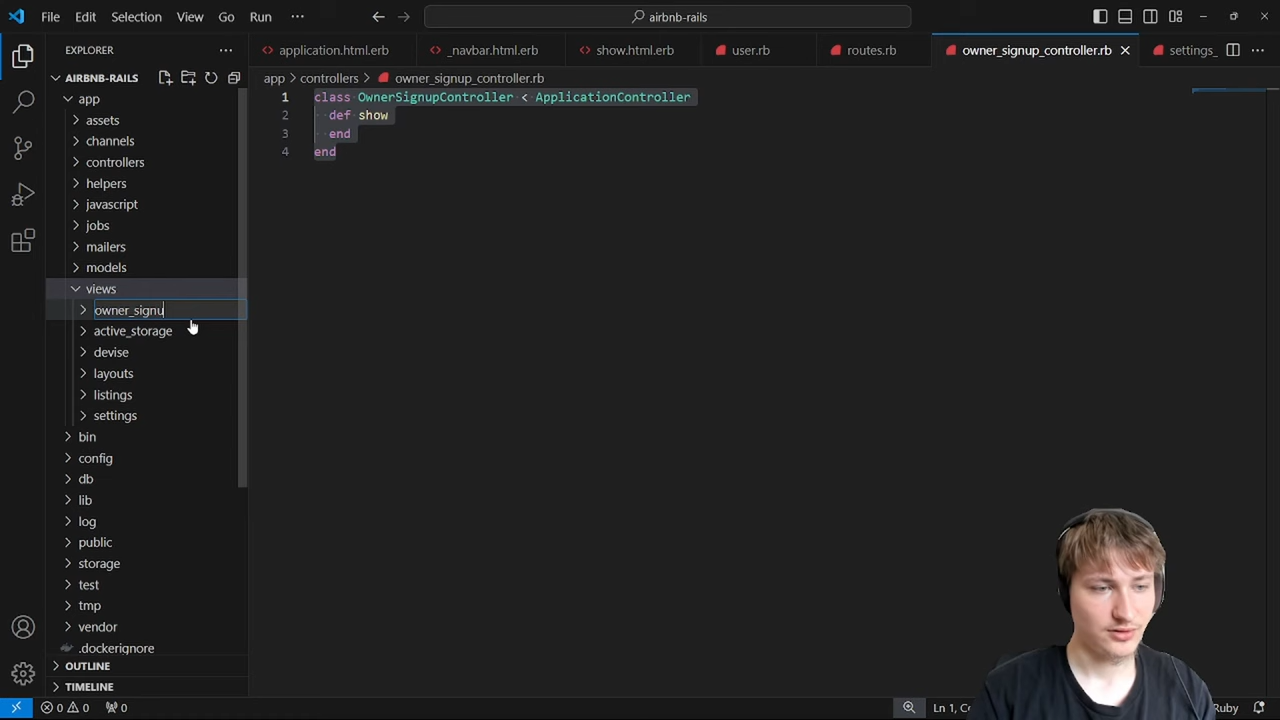 File Edit Selection View Go Run ··· airbnb-rails
EXPLORER ···
application.html.erb _navbar.html.erb show.html.erb user.rb routes.rb owner_signup_controller.rb settings_ ···
AIRBNB-RAILS
app > controllers > owner_signup_controller.rb
app
assets
channels
controllers
helpers
javascript
jobs
mailers
models
views
owner_signu
active_storage
devise
layouts
listings
settings
bin
config
db
lib
log
public
storage
test
tmp
vendor
.dockerignore
OUTLINE
TIMELINE
1 class OwnerSignupController < ApplicationController
2 def show
3 end
4 end
0 0 0 Ln 1, C Ruby